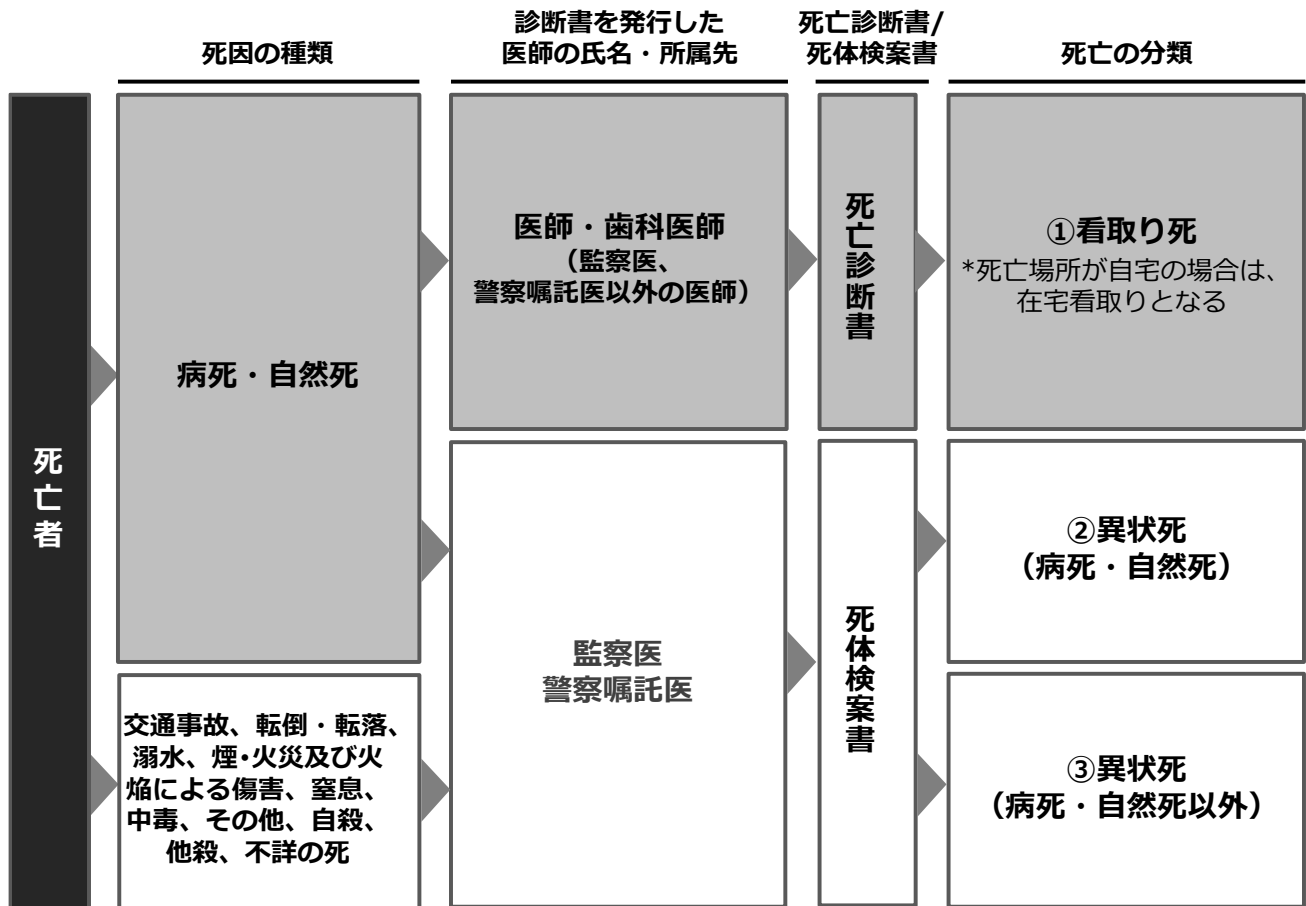 死因の種類
診断書を発行した
医師の氏名・所属先
死亡診断書/
死体検案書
死亡の分類
死亡者
病死・自然死
医師・歯科医師
（監察医、
警察嘱託医以外の医師）
死亡診断書
①看取り死
*死亡場所が自宅の場合は、
在宅看取りとなる
監察医
警察嘱託医
死体検案書
②異状死
（病死・自然死）
交通事故、転倒・転落、
溺水、煙・火災及び火
焔による傷害、窒息、
中毒、その他、自殺、
他殺、不詳の死
③異状死
（病死・自然死以外）